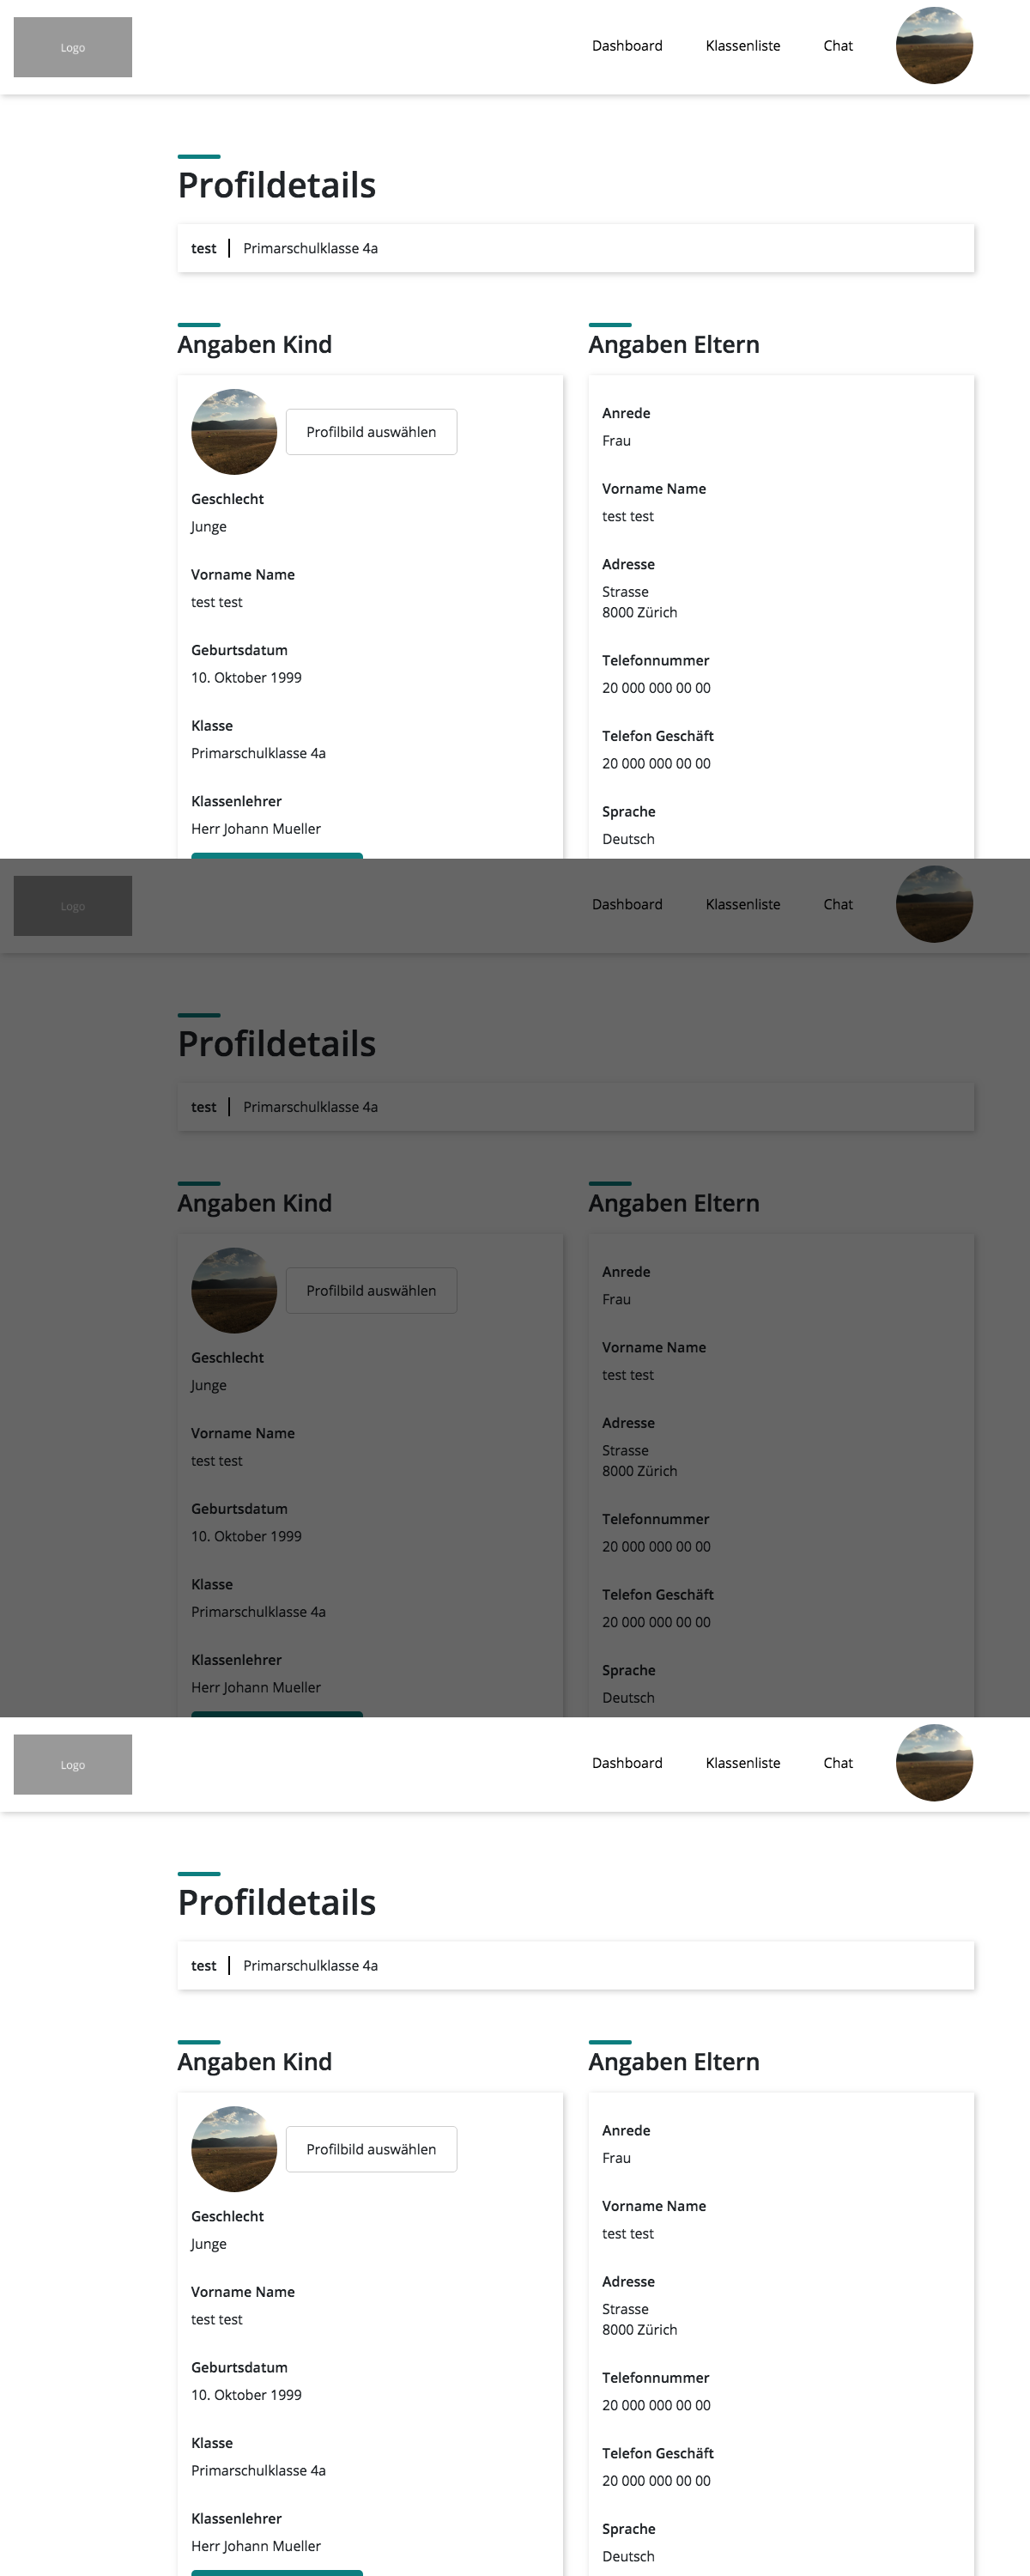 Logo
Dashboard Klassenliste Chat
Profildetails
test Primarschulklasse 4a
Angaben Kind
Profilbild auswählen
Geschlecht
Junge
Vorname Name
test test
Geburtsdatum
10. Oktober 1999
Klasse
Primarschulklasse 4a
Klassenlehrer
Herr Johann Mueller
Angaben Eltern
Anrede
Frau
Vorname Name
test test
Adresse
Strasse
8000 Zürich
Telefonnummer
20 000 000 00 00
Telefon Geschäft
20 000 000 00 00
Sprache
Deutsch
Logo
Dashboard Klassenliste Chat
Profildetails
test Primarschulklasse 4a
Angaben Kind
Profilbild auswählen
Geschlecht
Junge
Vorname Name
test test
Geburtsdatum
10. Oktober 1999
Klasse
Primarschulklasse 4a
Klassenlehrer
Herr Johann Mueller
Angaben Eltern
Anrede
Frau
Vorname Name
test test
Adresse
Strasse
8000 Zürich
Telefonnummer
20 000 000 00 00
Telefon Geschäft
20 000 000 00 00
Sprache
Deutsch
Logo
Dashboard Klassenliste Chat
Profildetails
test Primarschulklasse 4a
Angaben Kind
Profilbild auswählen
Geschlecht
Junge
Vorname Name
test test
Geburtsdatum
10. Oktober 1999
Klasse
Primarschulklasse 4a
Klassenlehrer
Herr Johann Mueller
Angaben Eltern
Anrede
Frau
Vorname Name
test test
Adresse
Strasse
8000 Zürich
Telefonnummer
20 000 000 00 00
Telefon Geschäft
20 000 000 00 00
Sprache
Deutsch